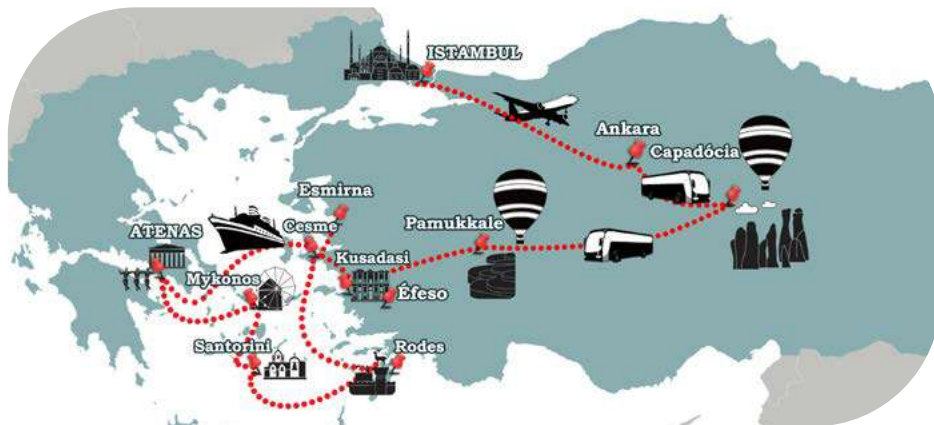 ISTAMBUL
Ankara
Capadócia
Esmirna
Cesme
Pamukkale
ATENAS
Kusadasi
Mykonos
Éfeso
Santorini
Rodes